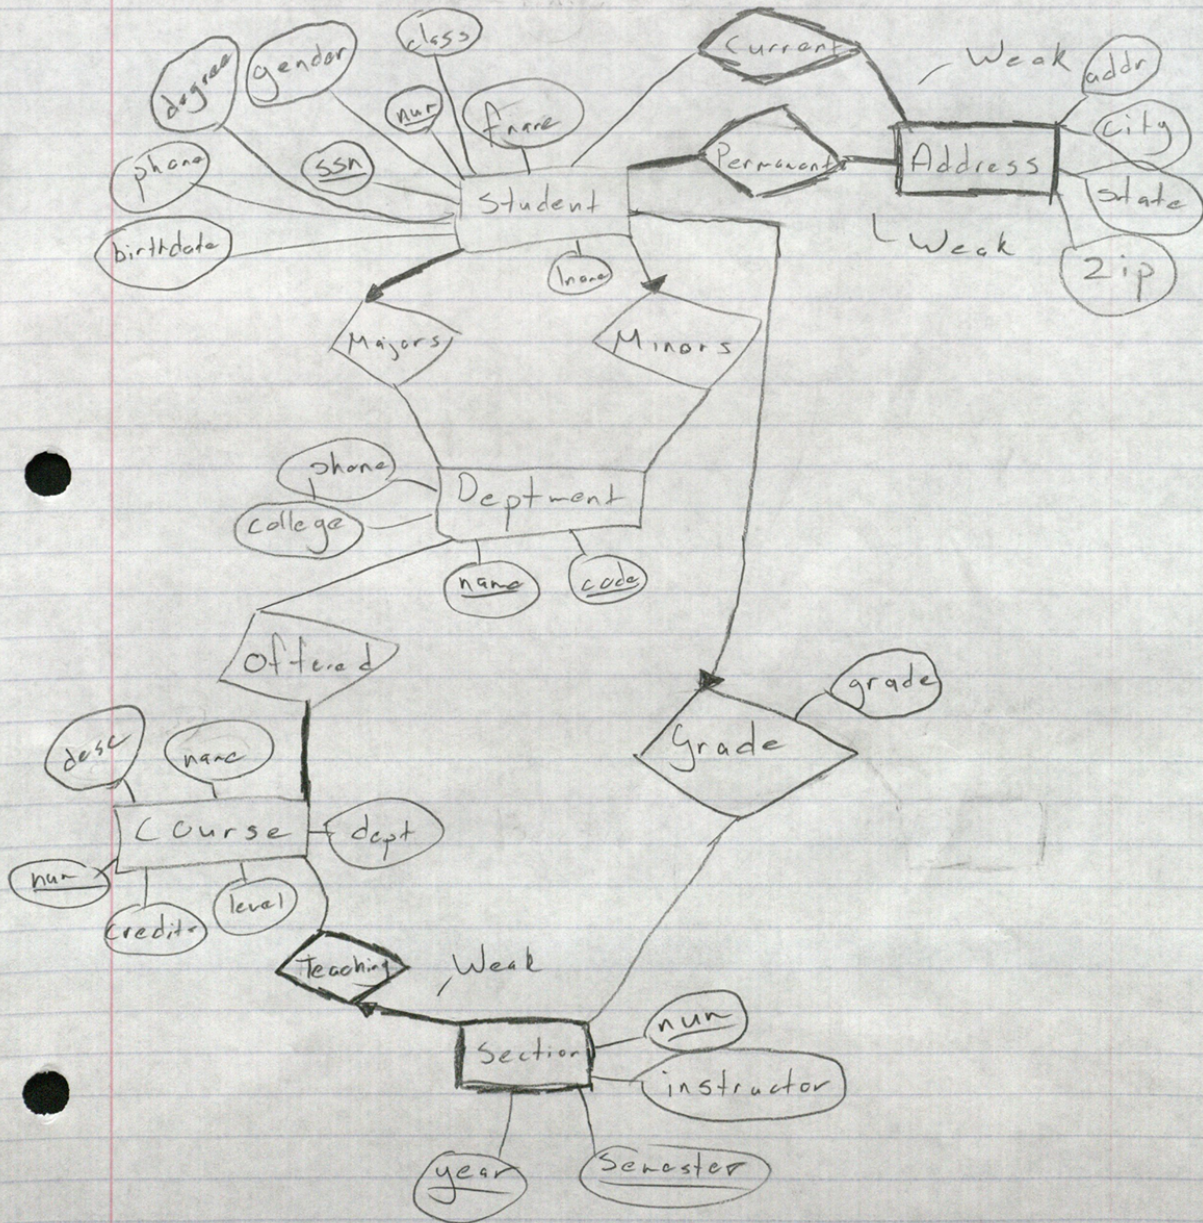 class
Current
Weak
addr
gender
degree
num
fname
city
Permanant
Address
phone
ssn
Student
state
birthdate
lname
Weak
Zip
Majors
Minors
phone
Deptment
college
name
code
Offered
grade
desc
name
Grade
Course
dept
num
level
credits
Teaching
Weak
num
Section
instructor
year
Semester